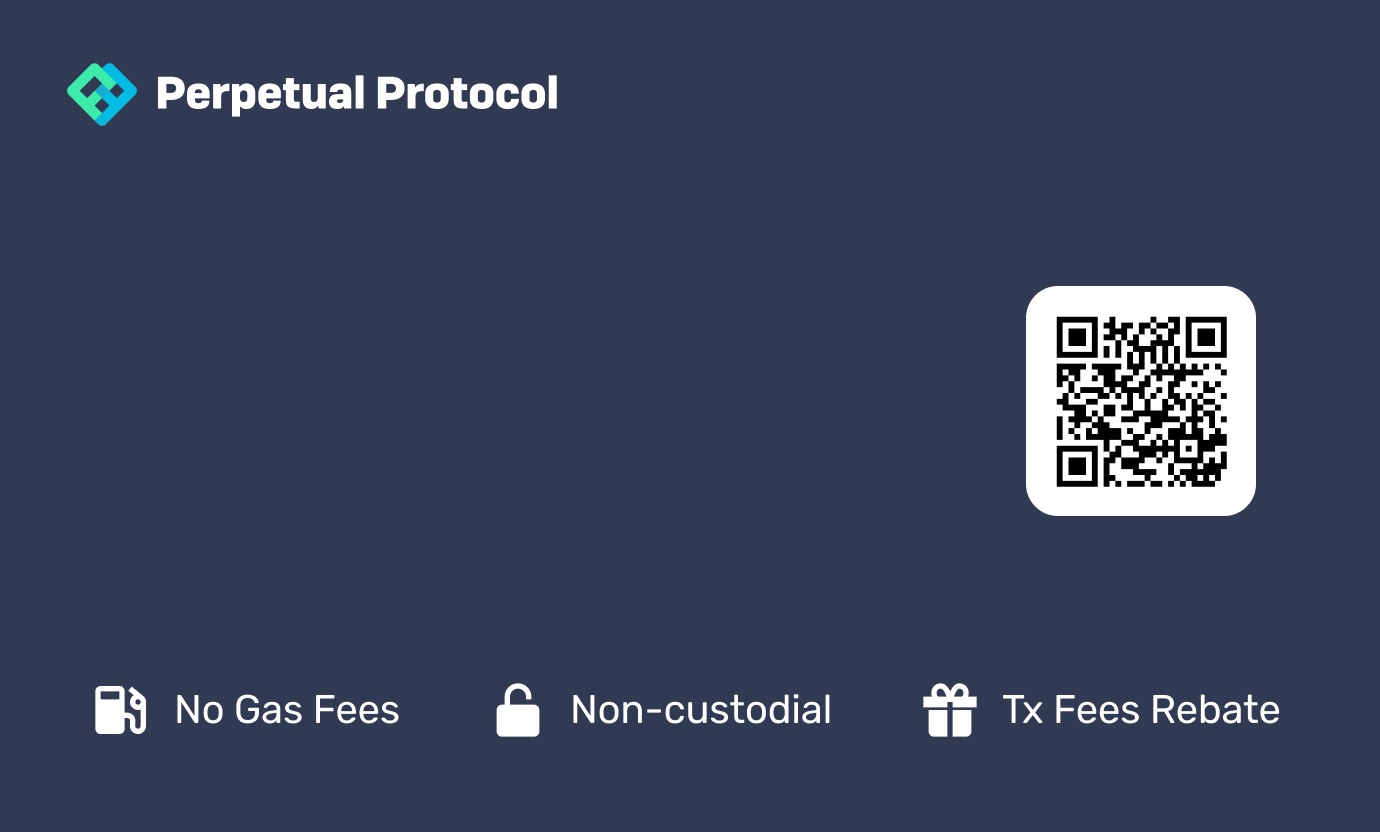 Perpetual Protocol
No Gas Fees
Non-custodial
Tx Fees Rebate